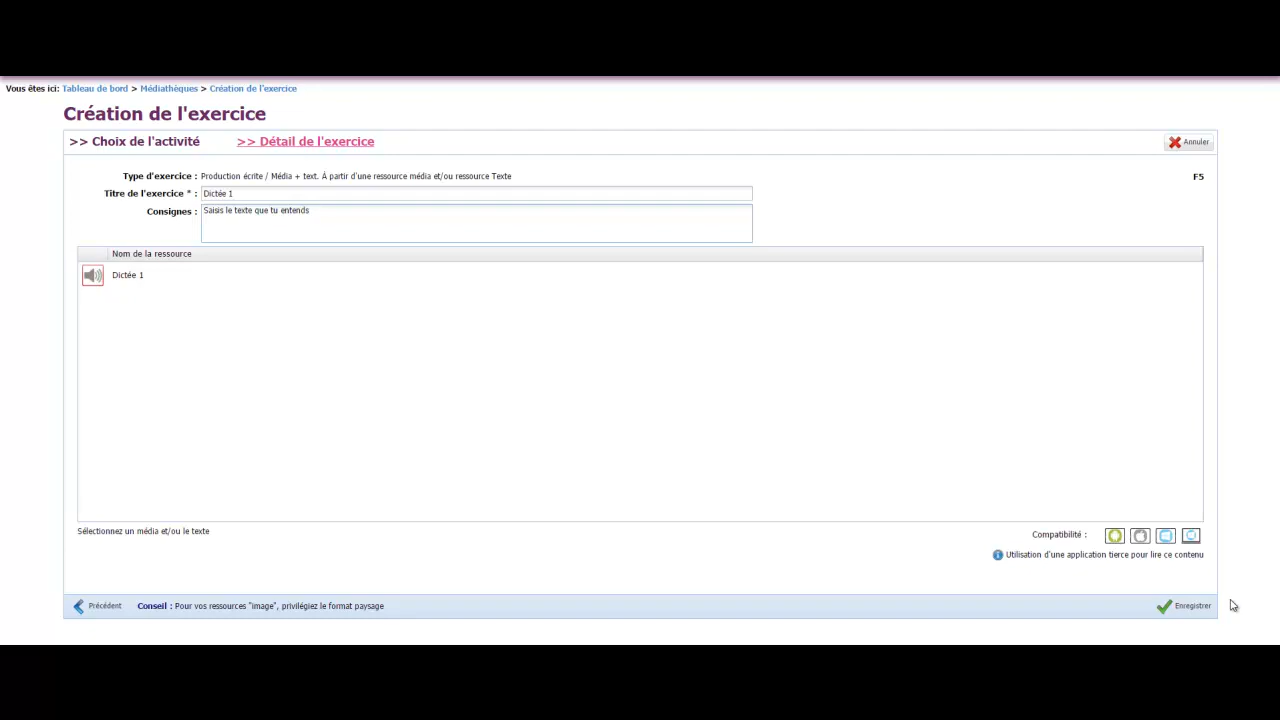 Vous êtes ici: Tableau de bord > Médiathèques > Création de l'exercice
Création de l'exercice
>> Choix de l'activité >> Détail de l'exercice Annuler
Type d'exercice : Production écrite / Média + text. À partir d'une ressource média et/ou ressource Texte F5
Titre de l'exercice * : Dictée 1
Consignes : Saisis le texte que tu entends
Nom de la ressource
Dictée 1
Sélectionnez un média et/ou le texte Compatibilité :
Utilisation d'une application tierce pour lire ce contenu
Précédent Conseil : Pour vos ressources "image", privilégiez le format paysage Enregistrer